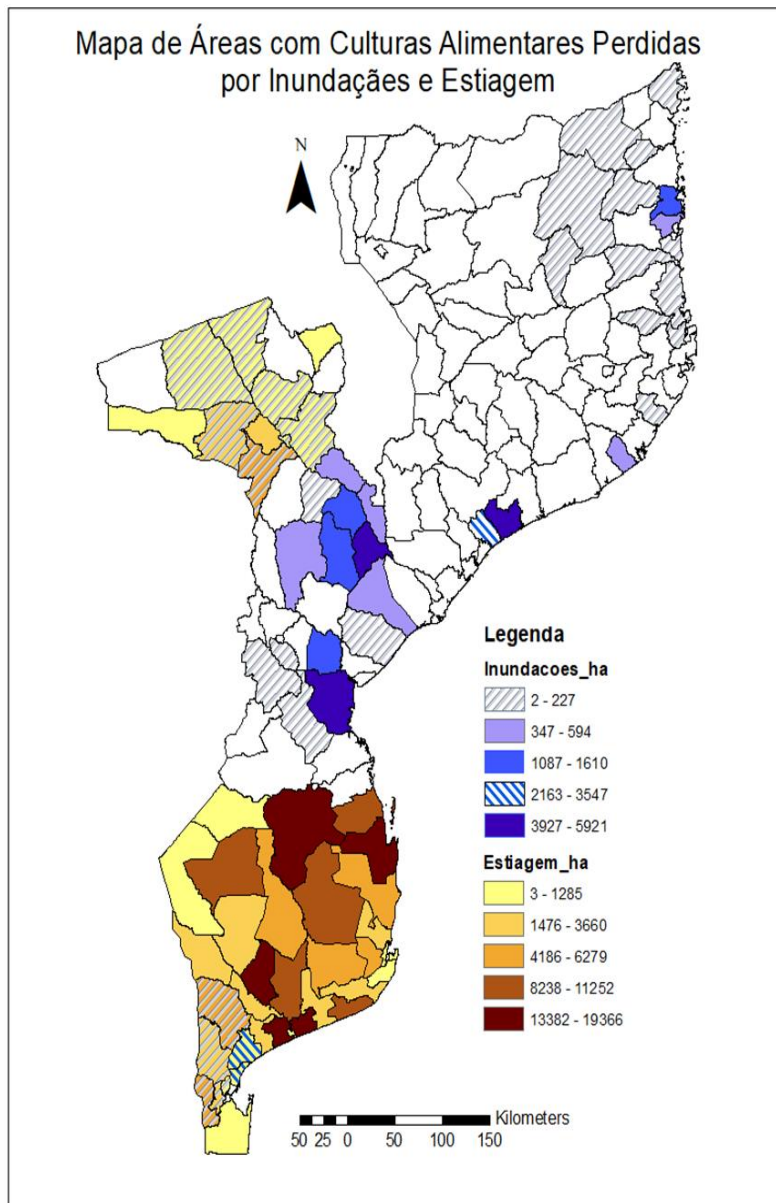 Mapa de Áreas com Culturas Alimentares Perdidas
por Inundaçães e Estiagem
N
Legenda
Inundacoes_ha
2 - 227
347 - 594
1087 - 1610
2163 - 3547
3927 - 5921
Estiagem_ha
3 - 1285
1476 - 3660
4186 - 6279
8238 - 11252
13382 - 19366
Kilometers
50 25 0 50 100 150